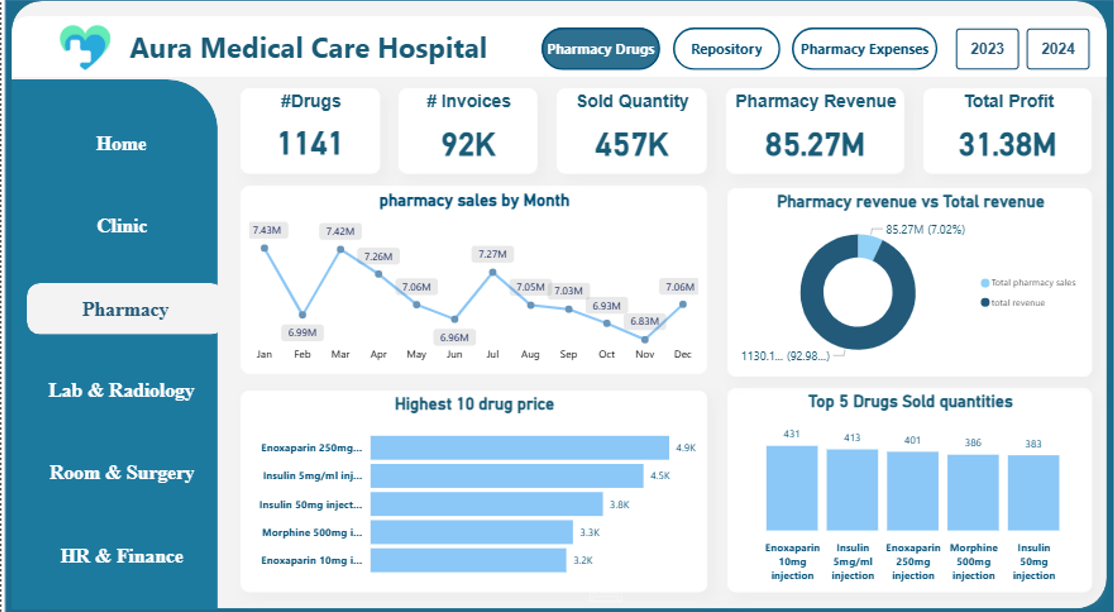 Aura Medical Care Hospital
Pharmacy Drugs
Repository
Pharmacy Expenses
2023
2024
Home
Clinic
Pharmacy
Lab & Radiology
Room & Surgery
HR & Finance
#Drugs
1141
# Invoices
92K
Sold Quantity
457K
Pharmacy Revenue
85.27M
Total Profit
31.38M
pharmacy sales by Month
7.43M
6.99M
7.42M
7.26M
7.06M
6.96M
7.27M
7.05M
7.03M
6.93M
6.83M
7.06M
Jan Feb Mar Apr May Jun Jul Aug Sep Oct Nov Dec
Pharmacy revenue vs Total revenue
85.27M (7.02%)
Total pharmacy sales
total revenue
1130.1... (92.98...)
Highest 10 drug price
Enoxaparin 250mg... 4.9K
Insulin 5mg/ml inj... 4.5K
Insulin 50mg inject... 3.8K
Morphine 500mg i... 3.3K
Enoxaparin 10mg i... 3.2K
Top 5 Drugs Sold quantities
431 413 401 386 383
Enoxaparin Insulin Enoxaparin Morphine Insulin
10mg 5mg/ml 250mg 500mg 50mg
injection injection injection injection injection